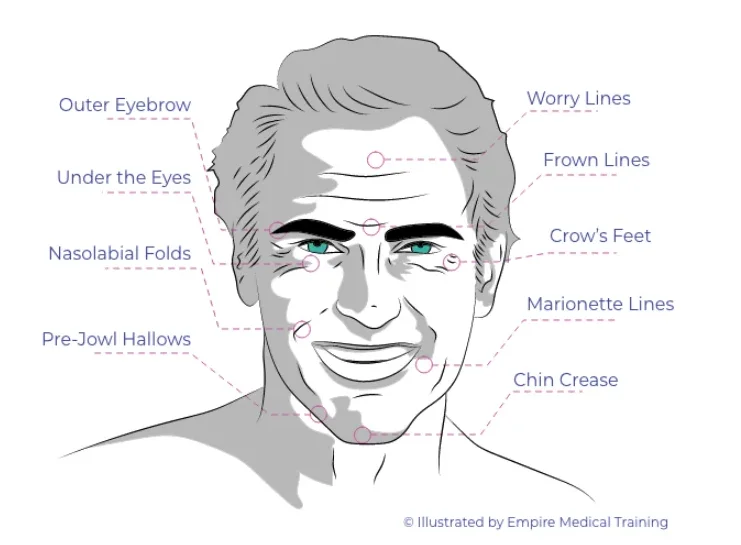 Outer Eyebrow
Under the Eyes
Nasolabial Folds
Pre-Jowl Hallows
Worry Lines
Frown Lines
Crow's Feet
Marionette Lines
Chin Crease
© Illustrated by Empire Medical Training